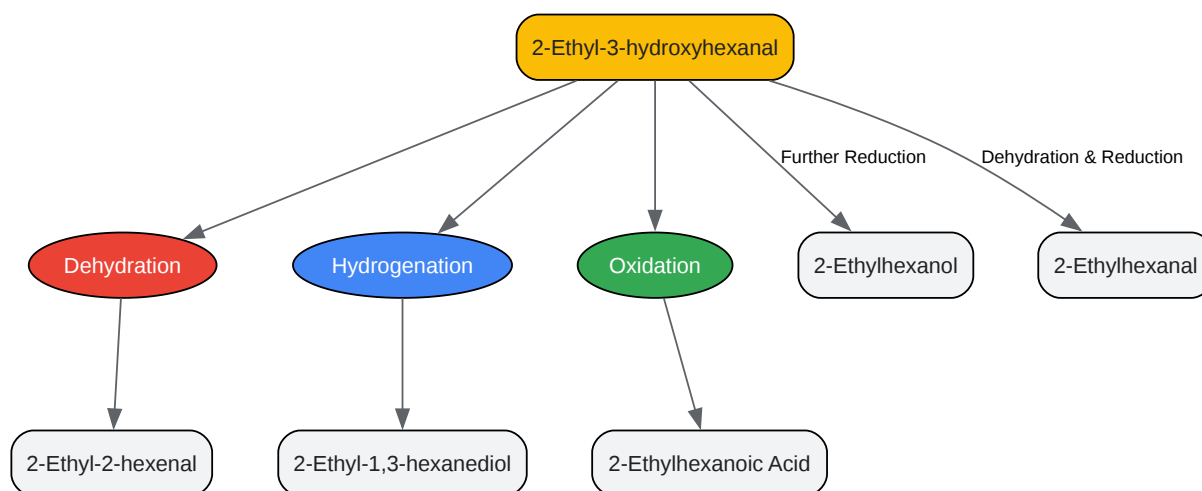 2-Ethyl-3-hydroxyhexanal
Further Reduction
Dehydration & Reduction
Dehydration
Hydrogenation
Oxidation
2-Ethylhexanol
2-Ethylhexanal
2-Ethyl-2-hexenal
2-Ethyl-1,3-hexanediol
2-Ethylhexanoic Acid